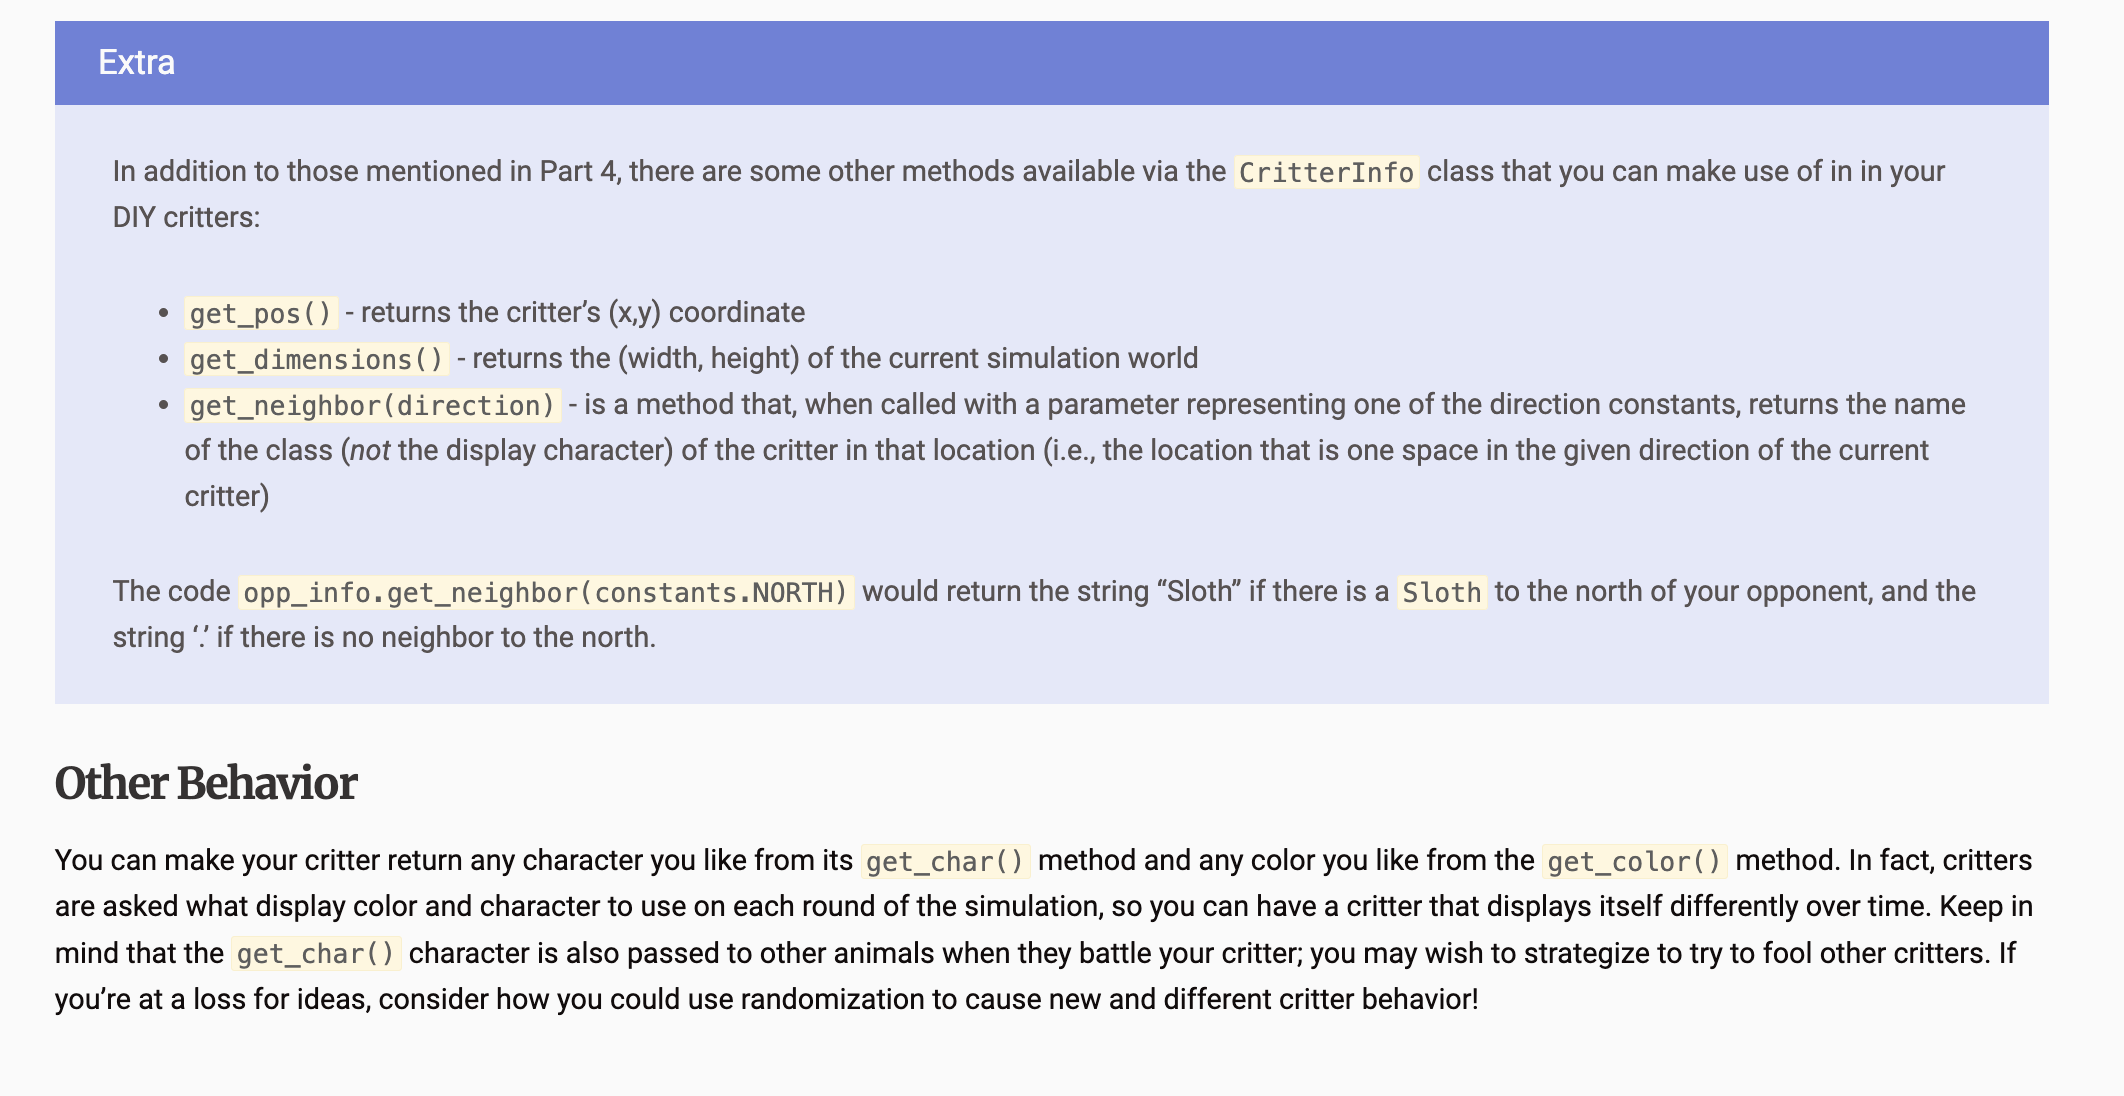 Extra
In addition to those mentioned in Part 4, there are some other methods available via the CritterInfo class that you can make use of in in your
DIY critters:
• get_pos() - returns the critter’s (x,y) coordinate
• get_dimensions() - returns the (width, height) of the current simulation world
• get_neighbor(direction) - is a method that, when called with a parameter representing one of the direction constants, returns the name
of the class (not the display character) of the critter in that location (i.e., the location that is one space in the given direction of the current
critter)
The code opp_info.get_neighbor(constants.NORTH) would return the string “Sloth” if there is a Sloth to the north of your opponent, and the
string ‘.’ if there is no neighbor to the north.
Other Behavior
You can make your critter return any character you like from its get_char() method and any color you like from the get_color() method. In fact, critters
are asked what display color and character to use on each round of the simulation, so you can have a critter that displays itself differently over time. Keep in
mind that the get_char() character is also passed to other animals when they battle your critter; you may wish to strategize to try to fool other critters. If
you’re at a loss for ideas, consider how you could use randomization to cause new and different critter behavior!